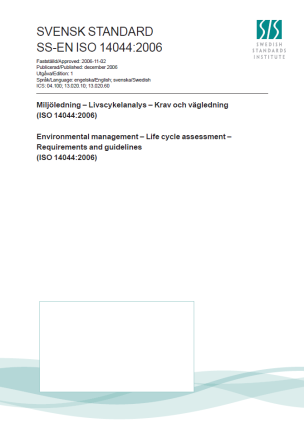 SVENSK STANDARD
SS-EN ISO 14044:2006
Fastställd/Approved: 2006-11-02
Publicerad/Published: december 2006
Utgåva/Edition: 1
Språk/Language: engelska/English; svenska/Swedish
ICS: 04.100; 13.020.10; 13.020.60
SIS
SWEDISH
STANDARDS
INSTITUTE
Miljöledning – Livscykelanalys – Krav och vägledning
(ISO 14044:2006)
Environmental management – Life cycle assessment –
Requirements and guidelines
(ISO 14044:2006)